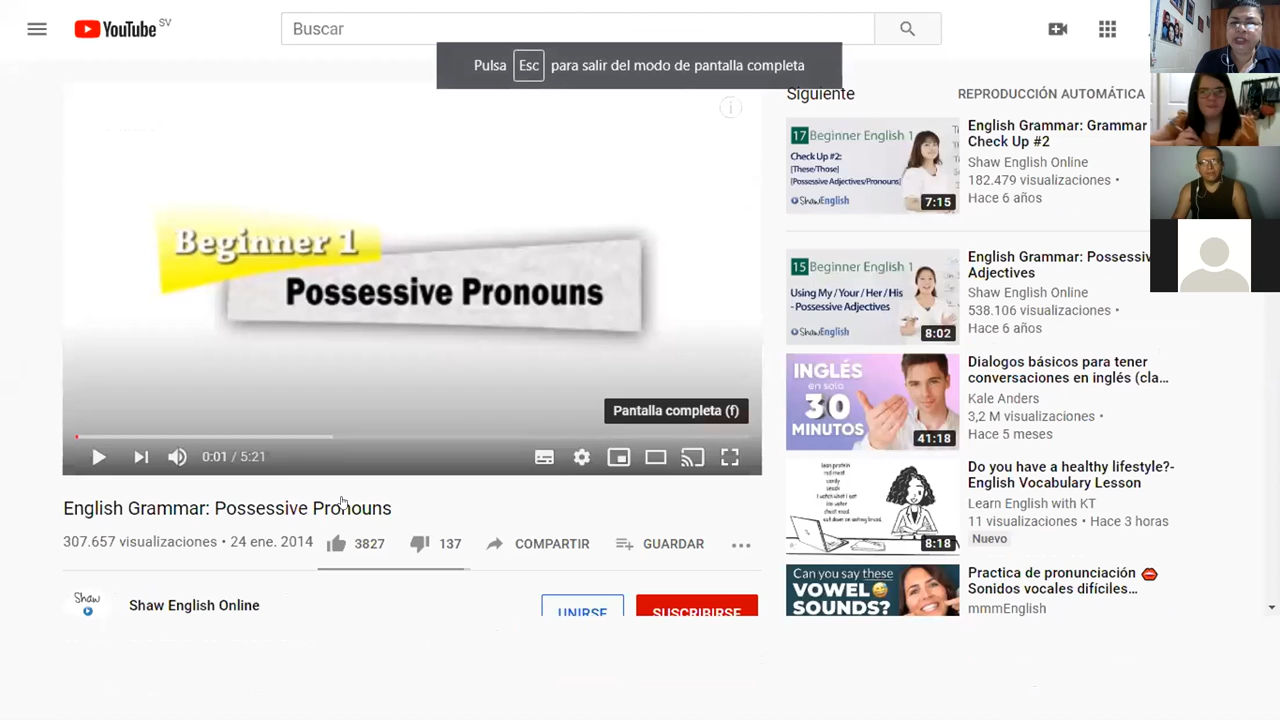 YouTube SV
Buscar
Pulsa Esc para salir del modo de pantalla completa
Beginner 1
Possessive Pronouns
Pantalla completa (f)
0:01 / 5:21
English Grammar: Possessive Pronouns
307.657 visualizaciones • 24 ene. 2014
3827
137
COMPARTIR
GUARDAR
Shaw
Shaw English Online
UNIRSE
SUSCRIBIRSE
Siguiente
REPRODUCCIÓN AUTOMÁTICA
17 Beginner English 1
Check Up #2:
[These/Those]
[Possessive Adjectives/Pronouns]
ShawEnglish
7:15
English Grammar: Grammar
Check Up #2
Shaw English Online
182.479 visualizaciones •
Hace 6 años
15 Beginner English 1
Using My / Your / Her / His
- Possessive Adjectives
ShawEnglish
8:02
English Grammar: Possessiv
Adjectives
Shaw English Online
538.106 visualizaciones •
Hace 6 años
INGLÉS
en solo
30
MINUTOS
41:18
Dialogos básicos para tener
conversaciones en inglés (cla...
Kale Anders
3,2 M visualizaciones •
Hace 5 meses
8:18
Do you have a healthy lifestyle?-
English Vocabulary Lesson
Learn English with KT
11 visualizaciones • Hace 3 horas
Nuevo
Can you say these
VOWEL
SOUNDS?
Practica de pronunciación 👄
Sonidos vocales difíciles...
mmmEnglish